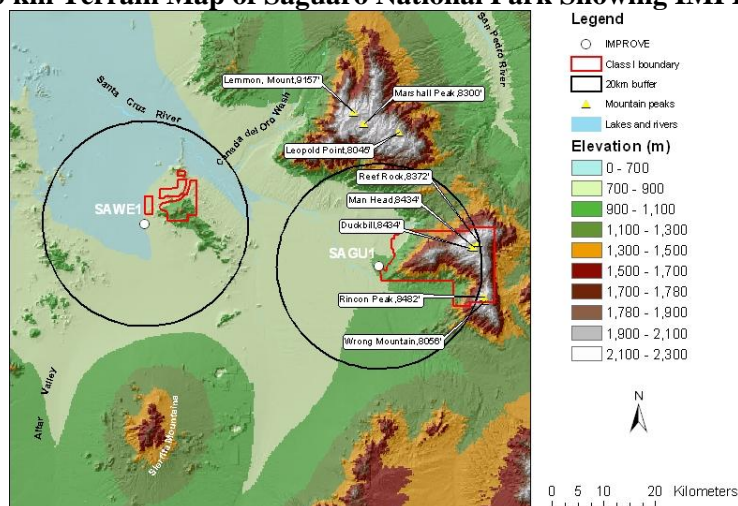 km Terrain Map of Saguaro National Park Showing
Legend
IMPROVE
Class I boundary
20km buffer
Mountain peaks
Lakes and rivers
Elevation (m)
0 - 700
700 - 900
900 - 1,100
1,100 - 1,300
1,300 - 1,500
1,500 - 1,700
1,700 - 1,780
1,780 - 1,900
1,900 - 2,100
2,100 - 2,300
N
0 5 10 20 Kilometers
San Pedro River
Lemmon, Mount,9157'
Marshall Peak,8300'
Santa Cruz River
Canada del Oro Wash
Leopold Point,8045'
Reef Rock,8372'
Man Head,8434'
Duckbill,8434'
SAWE1
SAGU1
Rincon Peak,8482'
Wrong Mountain,8056'
Altar Valley
Sierrita Mountains